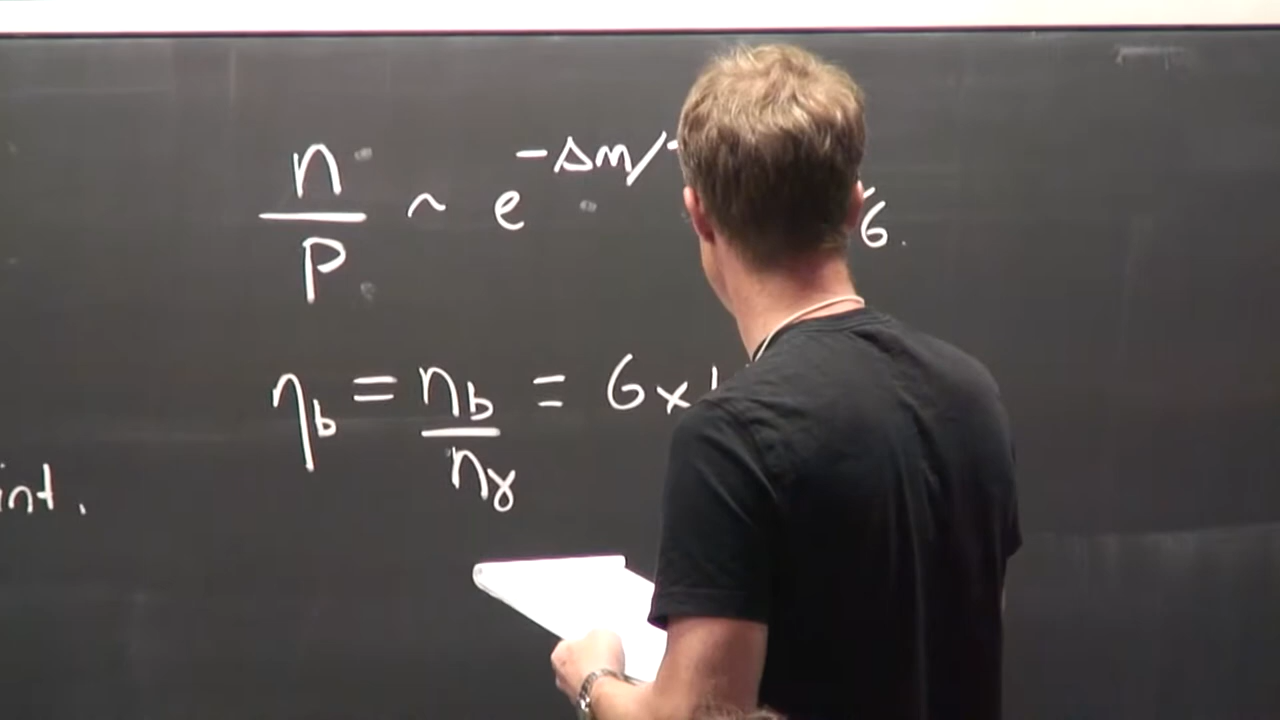 n/p ~ e^{-Δm/ 6.
η_b = n_b/n_γ = 6 x
int.